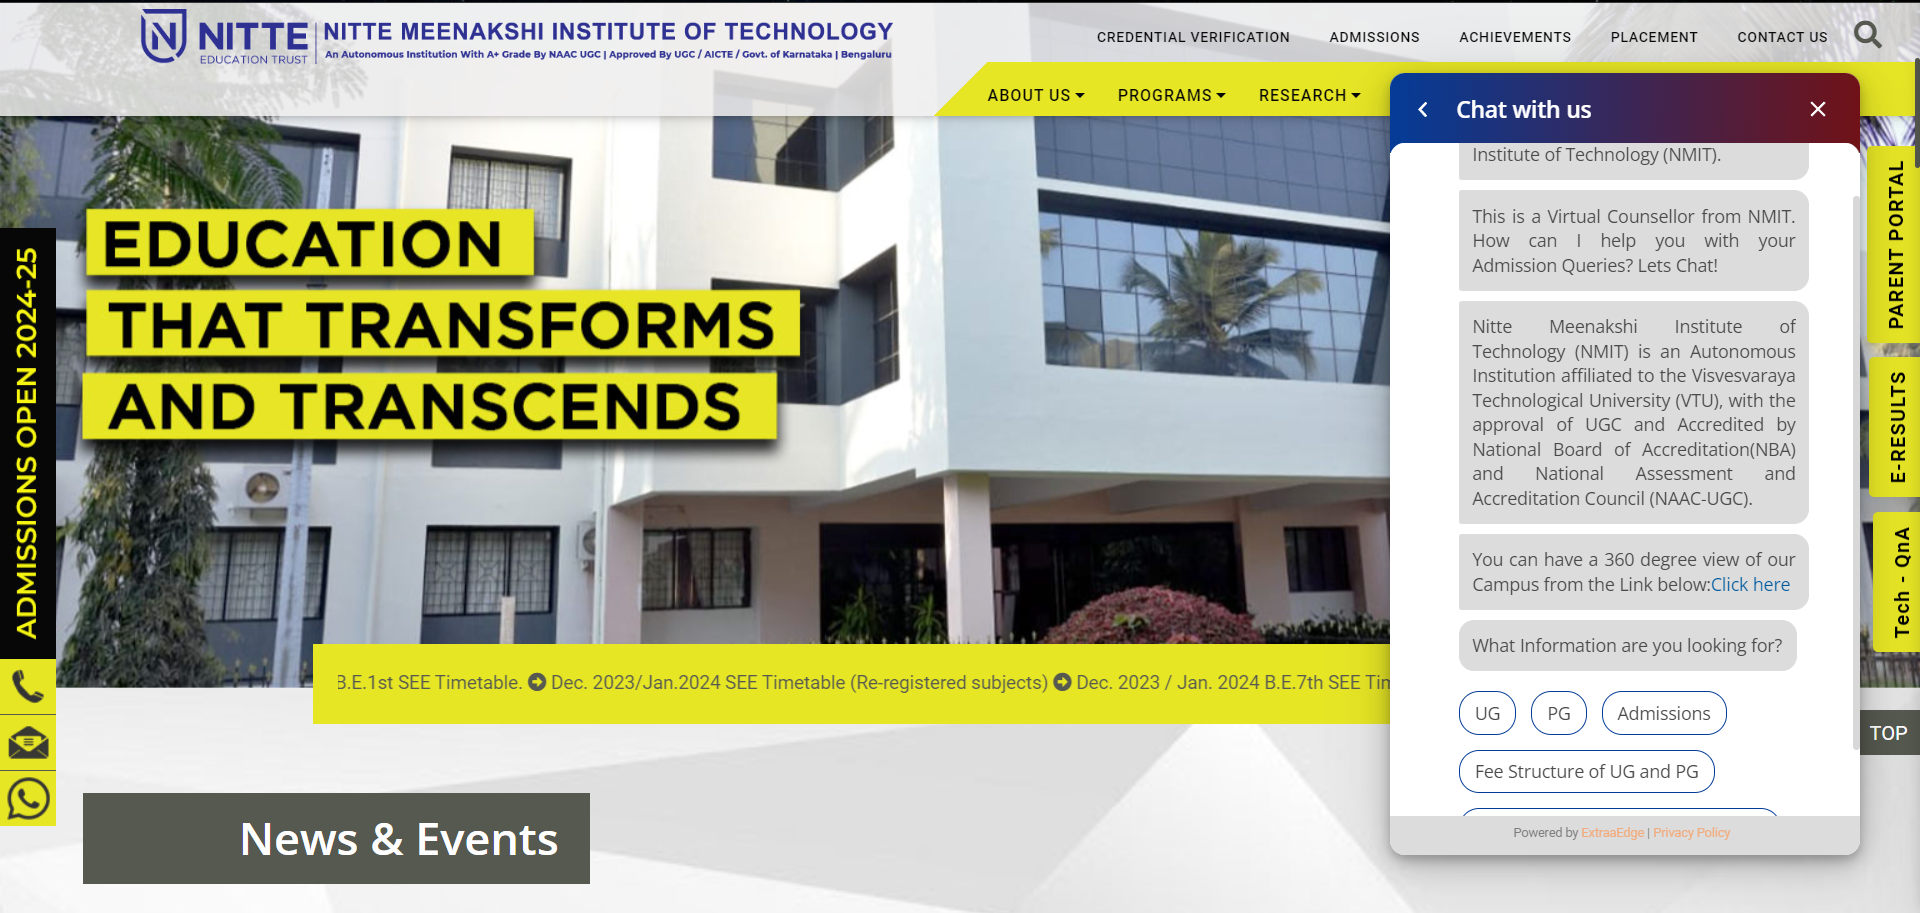 NITTE
EDUCATION TRUST
NITTE MEENAKSHI INSTITUTE OF TECHNOLOGY
An Autonomous Institution With A+ Grade By NAAC UGC | Approved By UGC / AICTE / Govt. of Karnataka | Bengaluru
CREDENTIAL VERIFICATION
ADMISSIONS
ACHIEVEMENTS
PLACEMENT
CONTACT US
ABOUT US
PROGRAMS
RESEARCH
EDUCATION
THAT TRANSFORMS
AND TRANSCENDS
ADMISSIONS OPEN 2024-25
B.E.1st SEE Timetable. Dec. 2023/Jan.2024 SEE Timetable (Re-registered subjects) Dec. 2023 / Jan. 2024 B.E.7th SEE
News & Events
Chat with us
Institute of Technology (NMIT).
This is a Virtual Counsellor from NMIT.
How can I help you with your
Admission Queries? Lets Chat!
Nitte Meenakshi Institute of
Technology (NMIT) is an Autonomous
Institution affiliated to the Visvesvaraya
Technological University (VTU), with the
approval of UGC and Accredited by
National Board of Accreditation(NBA)
and National Assessment and
Accreditation Council (NAAC-UGC).
You can have a 360 degree view of our
Campus from the Link below:Click here
What Information are you looking for?
UG
PG
Admissions
Fee Structure of UG and PG
Powered by ExtraaEdge | Privacy Policy
PARENT PORTAL
E-RESULTS
Tech - QnA
TOP